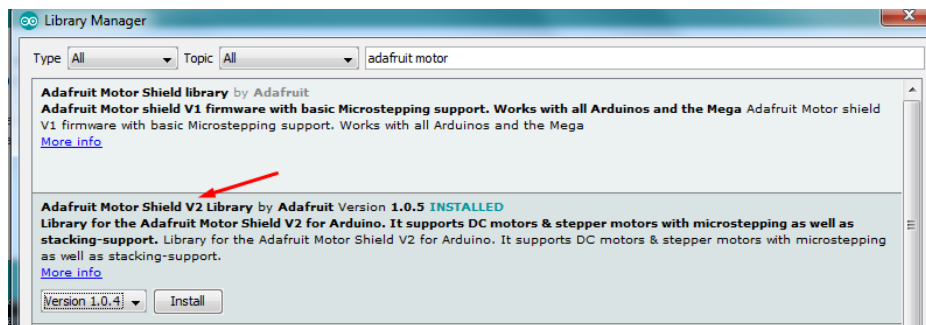 Library Manager
Type All Topic All adafruit motor
Adafruit Motor Shield library by Adafruit
Adafruit Motor shield V1 firmware with basic Microstepping support. Works with all Arduinos and the Mega Adafruit Motor shield
V1 firmware with basic Microstepping support. Works with all Arduinos and the Mega
More info
Adafruit Motor Shield V2 Library by Adafruit Version 1.0.5 INSTALLED
Library for the Adafruit Motor Shield V2 for Arduino. It supports DC motors & stepper motors with microstepping as well as
stacking-support. Library for the Adafruit Motor Shield V2 for Arduino. It supports DC motors & stepper motors with microstepping
as well as stacking-support.
More info
Version 1.0.4 Install